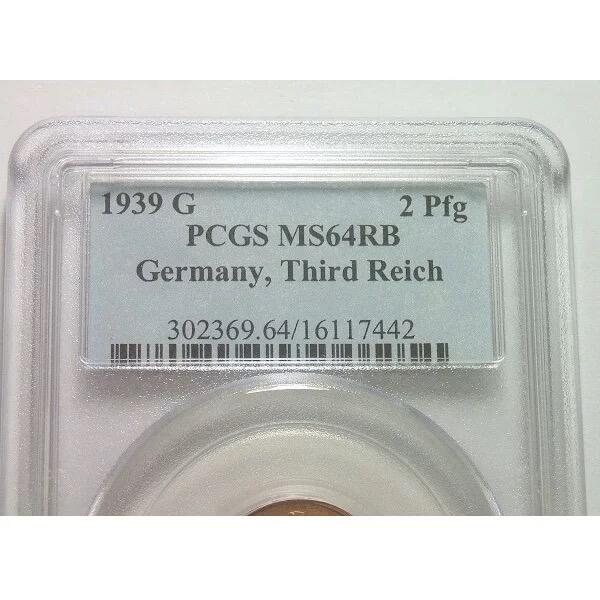 1939 G 2 Pfg
PCGS MS64RB
Germany, Third Reich
302369.64/16117442